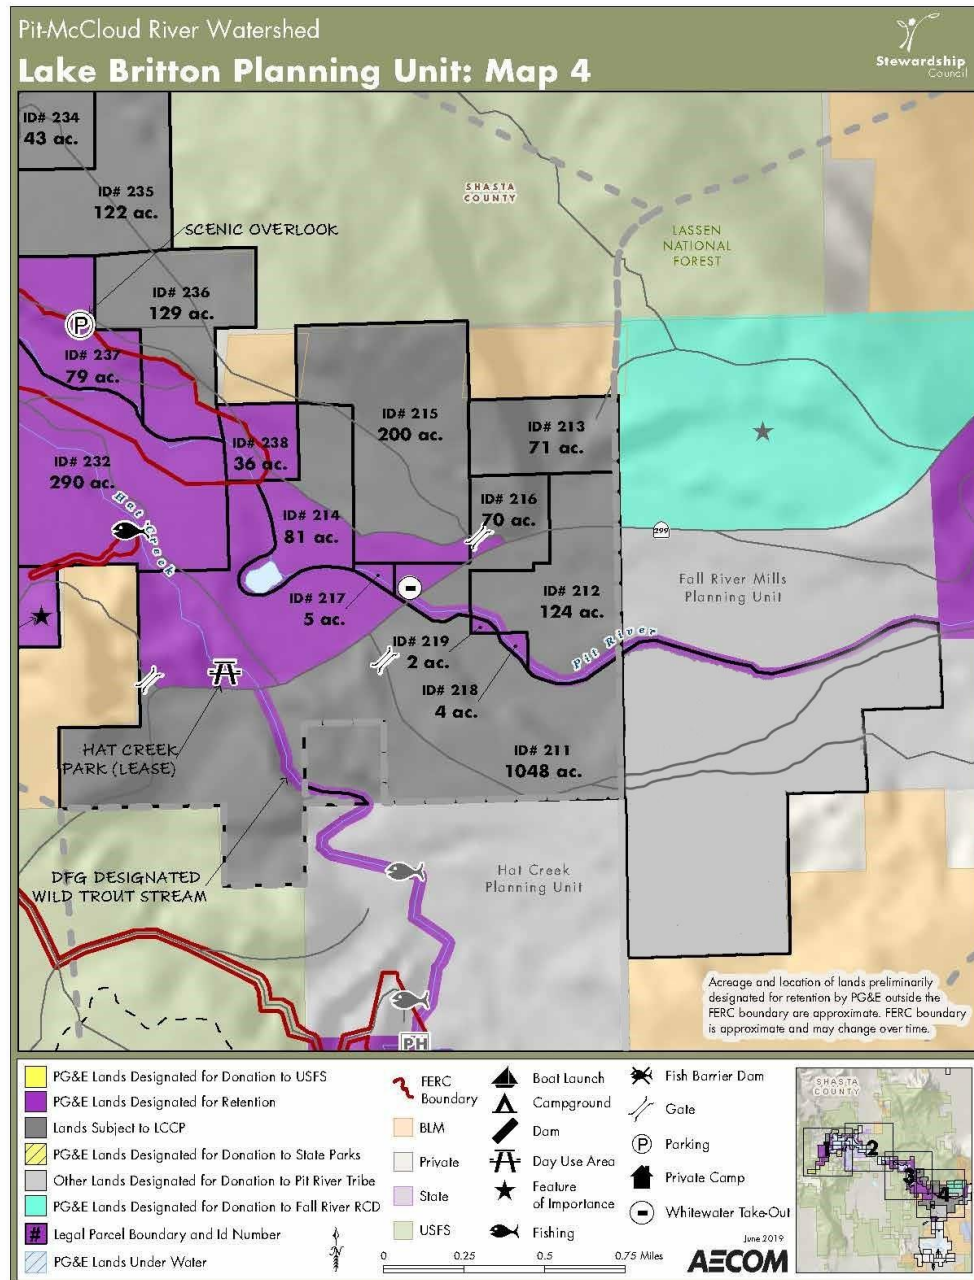 Pit-McCloud River Watershed
Lake Britton Planning Unit: Map 4
Stewardship
Council
ID# 234
43 ac.
ID# 235
122 ac.
SHASTA
COUNTY
SCENIC OVERLOOK
LASSEN
NATIONAL
FOREST
ID# 236
129 ac.
P
ID# 237
79 ac.
ID# 215
200 ac.
ID# 213
71 ac.
ID# 238
36 ac.
ID# 232
290 ac.
Hat Creek
ID# 216
70 ac.
ID# 214
81 ac.
299
Fall River Mills
Planning Unit
ID# 217
5 ac.
ID# 212
124 ac.
ID# 219
2 ac.
Pit River
ID# 218
4 ac.
HAT CREEK
PARK (LEASE)
ID# 211
1048 ac.
DFG DESIGNATED
WILD TROUT STREAM
Hat Creek
Planning Unit
Acreage and location of lands preliminarily
designated for retention by PG&E outside the
FERC boundary are approximate. FERC boundary
is approximate and may change over time.
PH
PG&E Lands Designated for Donation to USFS
PG&E Lands Designated for Retention
Lands Subject to LCCP
PG&E Lands Designated for Donation to State Parks
Other Lands Designated for Donation to Pit River Tribe
PG&E Lands Designated for Donation to Fall River RCD
# Legal Parcel Boundary and Id Number
PG&E Lands Under Water
N
FERC
Boundary
BLM
Private
State
USFS
Boat Launch
Campground
Dam
Day Use Area
Feature
of Importance
Fishing
Fish Barrier Dam
Gate
P Parking
Private Camp
Whitewater Take-Out
0 0.25 0.5 0.75 Miles
June 2019
AECOM
SHASTA
COUNTY
1
2
3
4